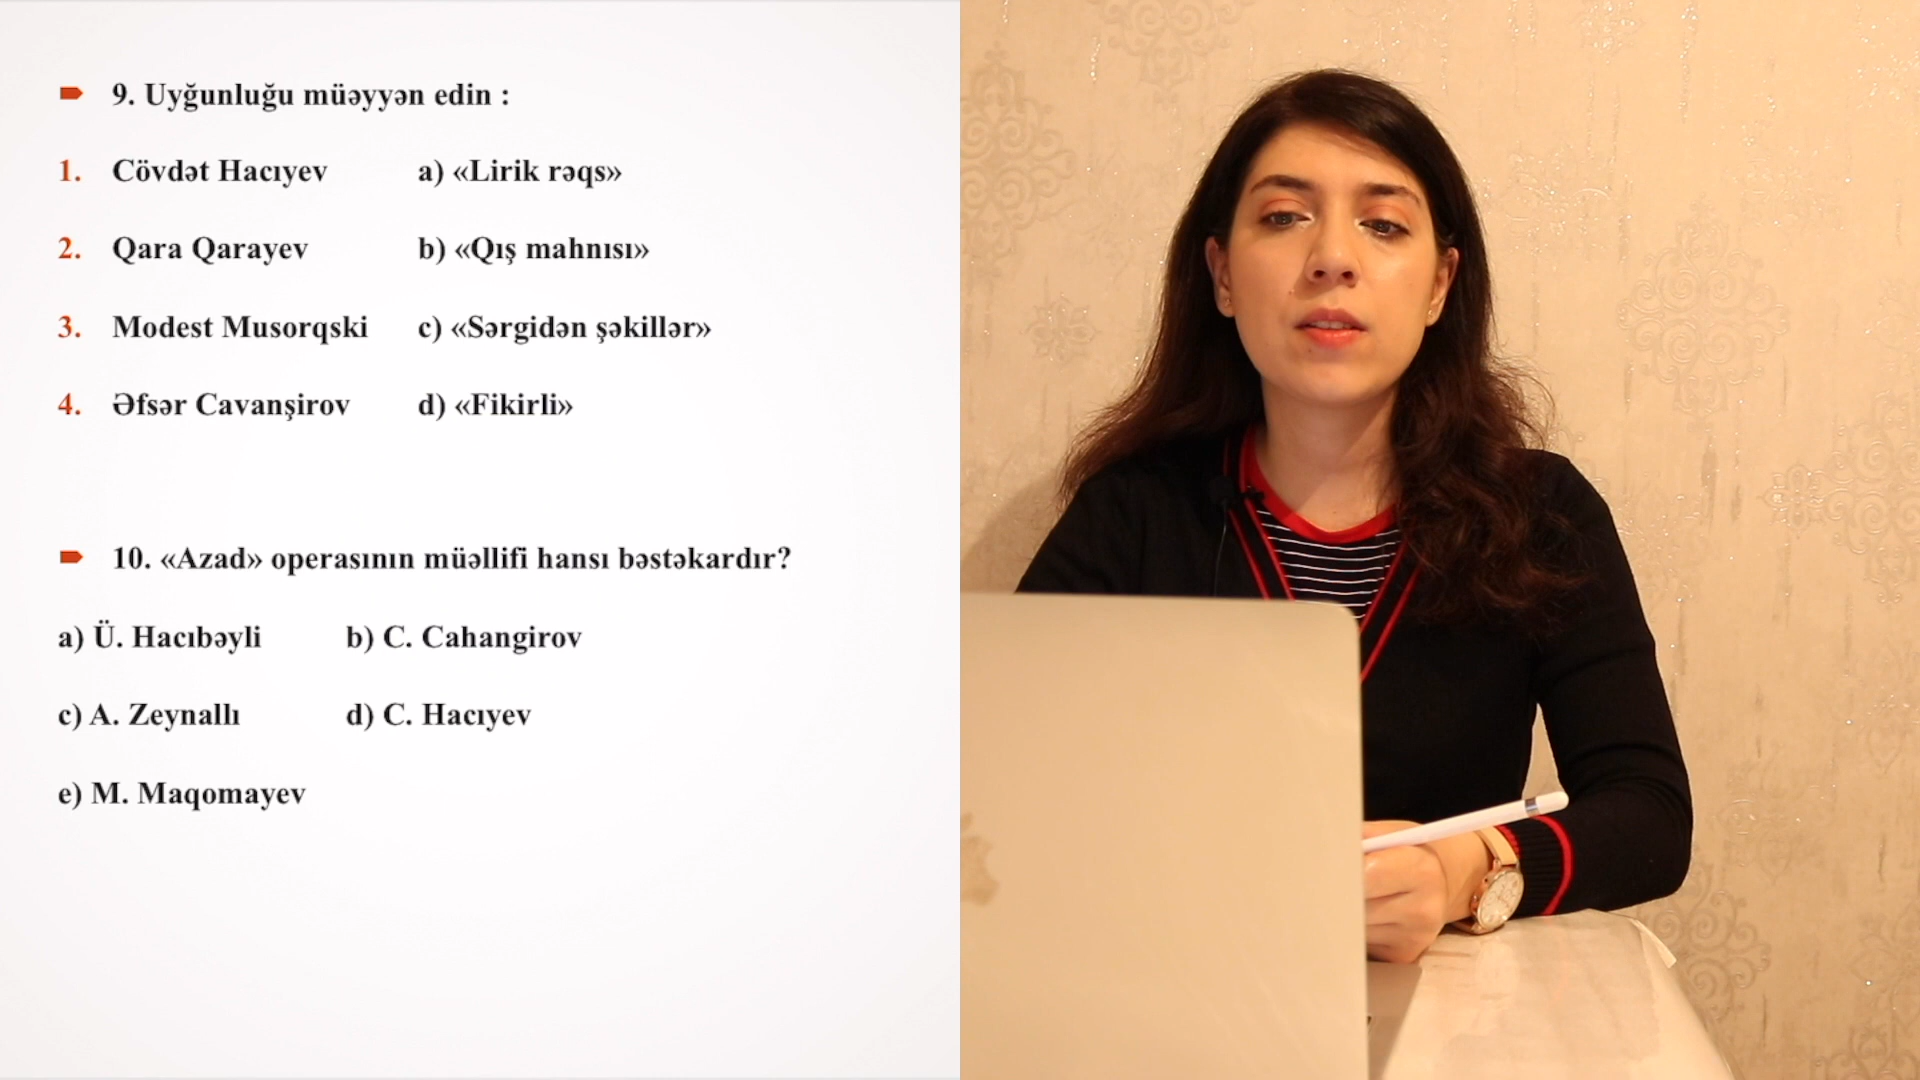 9. Uyğunluğu müəyyən edin :
1. Cövdət Hacıyev a) «Lirik rəqs»
2. Qara Qarayev b) «Qış mahnısı»
3. Modest Musorqski c) «Sərgidən şəkillər»
4. Əfsər Cavanşirov d) «Fikirli»
10. «Azad» operasının müəllifi hansı bəstəkardır?
a) Ü. Hacıbəyli b) C. Cahangirov
c) A. Zeynallı d) C. Hacıyev
e) M. Maqomayev